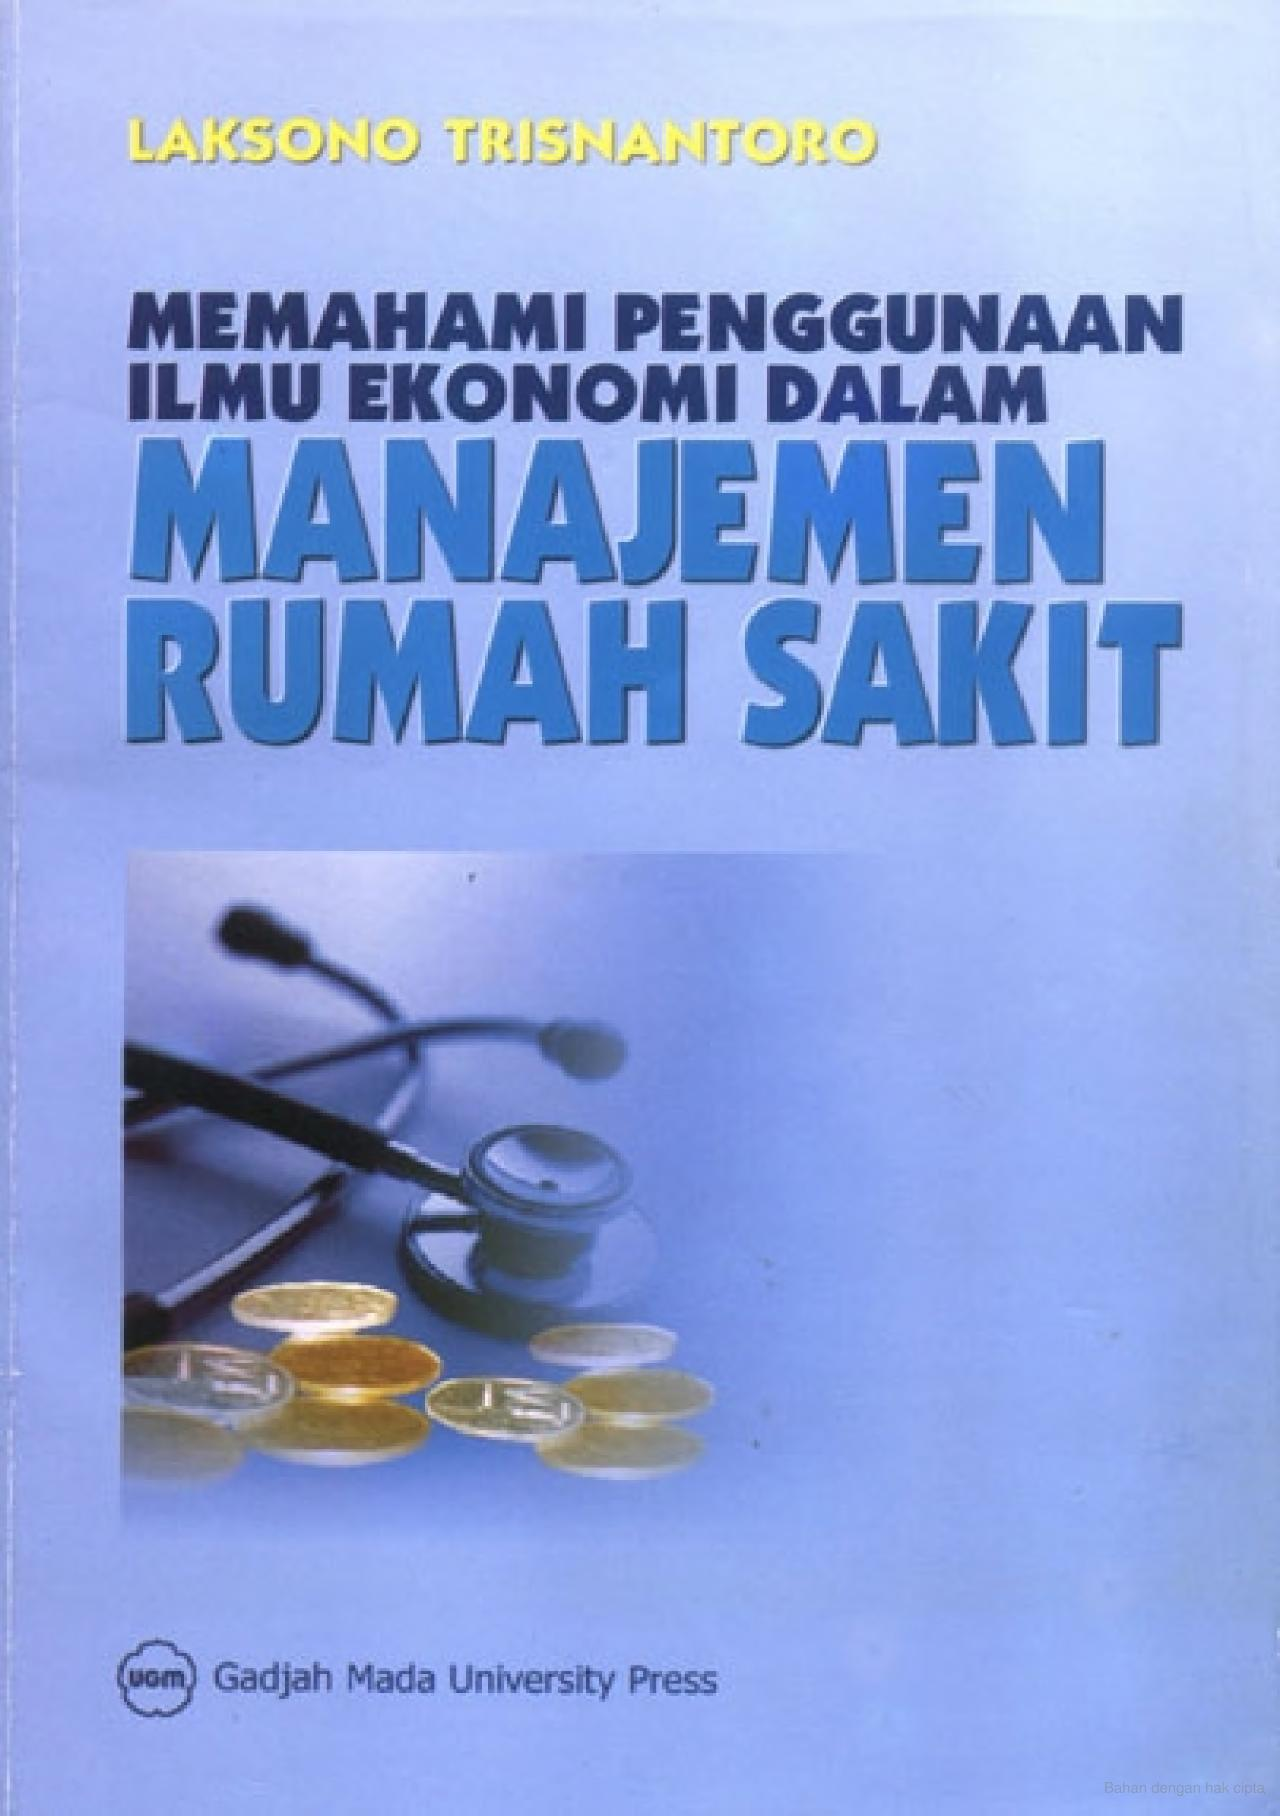 LAKSONO TRISNANTORO
MEMAHAMI PENGGUNAAN
ILMU EKONOMI DALAM
MANAJEMEN
RUMAH SAKIT
UGM Gadjah Mada University Press
Bahan dengan hak cipta